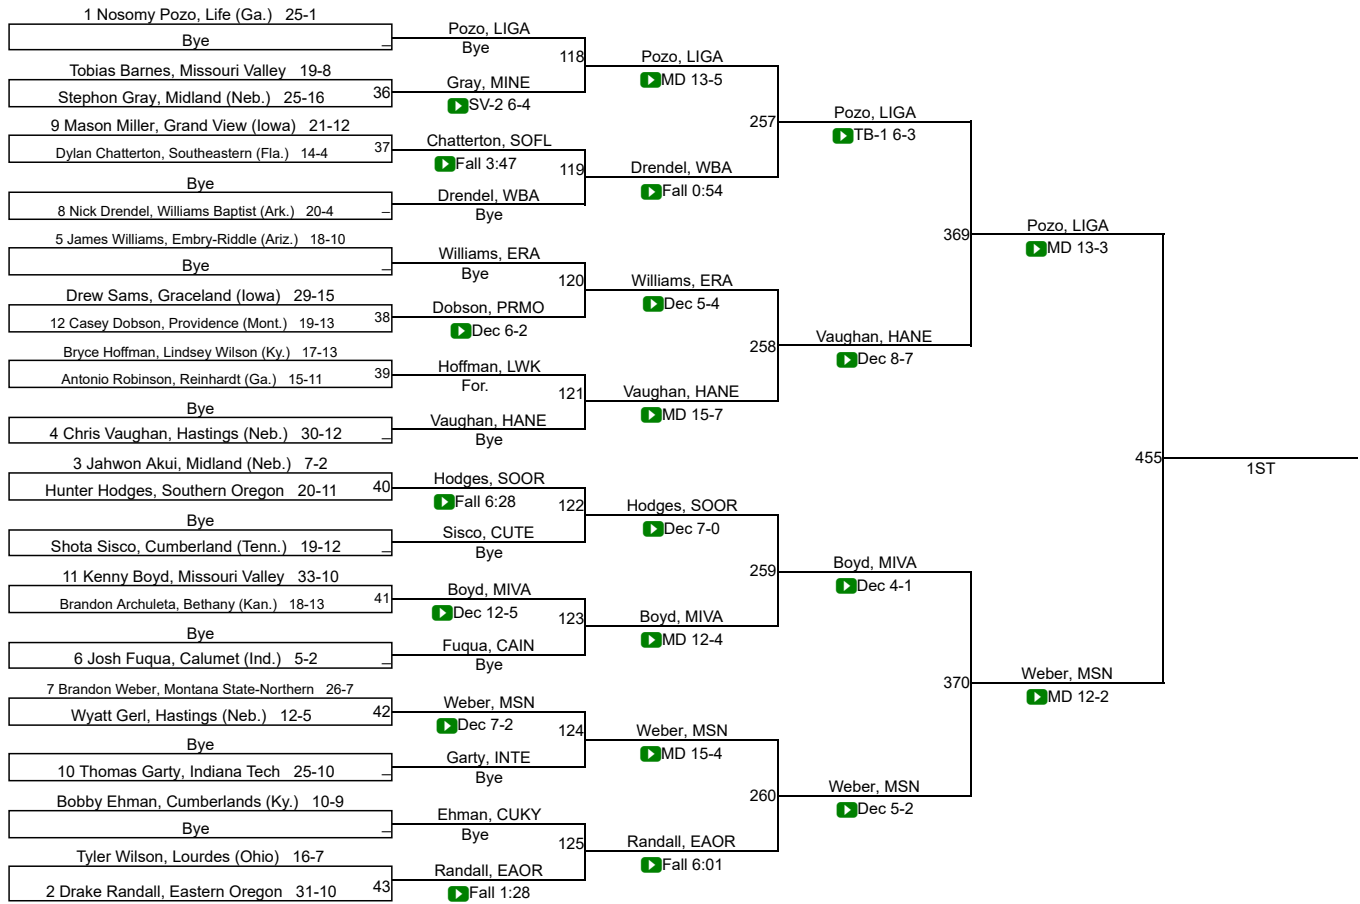 1 Nosomy Pozo, Life (Ga.) 25-1
Bye
_
Tobias Barnes, Missouri Valley 19-8
Stephon Gray, Midland (Neb.) 25-16
36
9 Mason Miller, Grand View (Iowa) 21-12
Dylan Chatterton, Southeastern (Fla.) 14-4
37
Bye
8 Nick Drendel, Williams Baptist (Ark.) 20-4
_
5 James Williams, Embry-Riddle (Ariz.) 18-10
Bye
_
Drew Sams, Graceland (Iowa) 29-15
12 Casey Dobson, Providence (Mont.) 19-13
38
Bryce Hoffman, Lindsey Wilson (Ky.) 17-13
Antonio Robinson, Reinhardt (Ga.) 15-11
39
Bye
4 Chris Vaughan, Hastings (Neb.) 30-12
_
3 Jahwon Akui, Midland (Neb.) 7-2
Hunter Hodges, Southern Oregon 20-11
40
Bye
Shota Sisco, Cumberland (Tenn.) 19-12
_
11 Kenny Boyd, Missouri Valley 33-10
Brandon Archuleta, Bethany (Kan.) 18-13
41
Bye
6 Josh Fuqua, Calumet (Ind.) 5-2
_
7 Brandon Weber, Montana State-Northern 26-7
Wyatt Gerl, Hastings (Neb.) 12-5
42
Bye
10 Thomas Garty, Indiana Tech 25-10
_
Bobby Ehman, Cumberlands (Ky.) 10-9
Bye
_
Tyler Wilson, Lourdes (Ohio) 16-7
2 Drake Randall, Eastern Oregon 31-10
43
Pozo, LIGA
Bye
118
Gray, MINE
SV-2 6-4
Chatterton, SOFL
Fall 3:47
119
Drendel, WBA
Bye
Williams, ERA
Bye
120
Dobson, PRMO
Dec 6-2
Hoffman, LWK
For.
121
Vaughan, HANE
Bye
Hodges, SOOR
Fall 6:28
122
Sisco, CUTE
Bye
Boyd, MIVA
Dec 12-5
123
Fuqua, CAIN
Bye
Weber, MSN
Dec 7-2
124
Garty, INTE
Bye
Ehman, CUKY
Bye
125
Randall, EAOR
Fall 1:28
Pozo, LIGA
MD 13-5
257
Drendel, WBA
Fall 0:54
Williams, ERA
Dec 5-4
258
Vaughan, HANE
MD 15-7
Hodges, SOOR
Dec 7-0
259
Boyd, MIVA
MD 12-4
Weber, MSN
MD 15-4
260
Randall, EAOR
Fall 6:01
Pozo, LIGA
TB-1 6-3
369
Vaughan, HANE
Dec 8-7
Boyd, MIVA
Dec 4-1
370
Weber, MSN
Dec 5-2
Pozo, LIGA
MD 13-3
455
Weber, MSN
MD 12-2
1ST